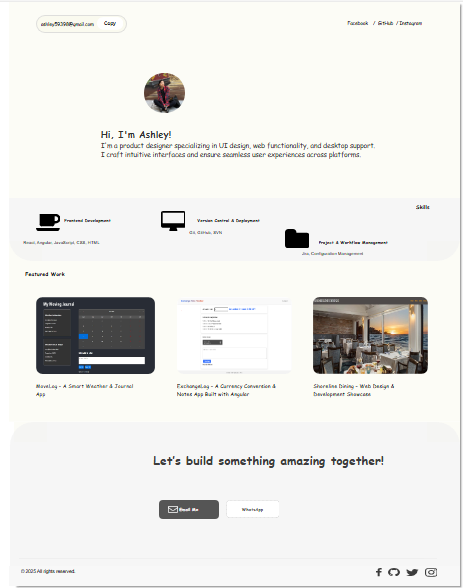 ashley59398@gmail.com Copy
Facebook / GitHub / Instagram
Hi, I'm Ashley!
I'm a product designer specializing in UI design, web functionality, and desktop support.
I craft intuitive interfaces and ensure seamless user experiences across platforms.
Skills
Frontend Development
React, Angular, JavaScript, CSS, HTML
Version Control & Deployment
Git, GitHub, SVN
Project & Workflow Management
Jira, Configuration Management
Featured Work
My Moving Journal
MoveLog – A Smart Weather & Journal
App
ExchangeLog – A Currency Conversion &
Notes App Built with Angular
Shoreline Dining – Web Design &
Development Showcase
Let's build something amazing together!
Email Me
WhatsApp
© 2025 All rights reserved.